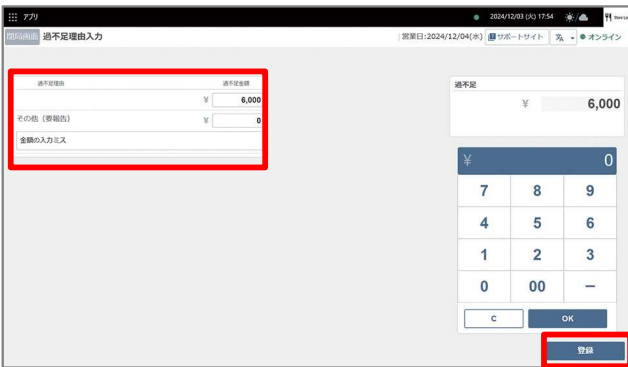 アプリ
2024/12/03 (火) 17:54
過不足理由入力
営業日:2024/12/04(水)
サポートサイト
オンライン
過不足理由
過不足金額
¥ 6,000
その他（要報告）
¥ 0
金額の入力ミス
過不足
¥ 6,000
¥ 0
7 8 9
4 5 6
1 2 3
0 00 −
C OK
登録